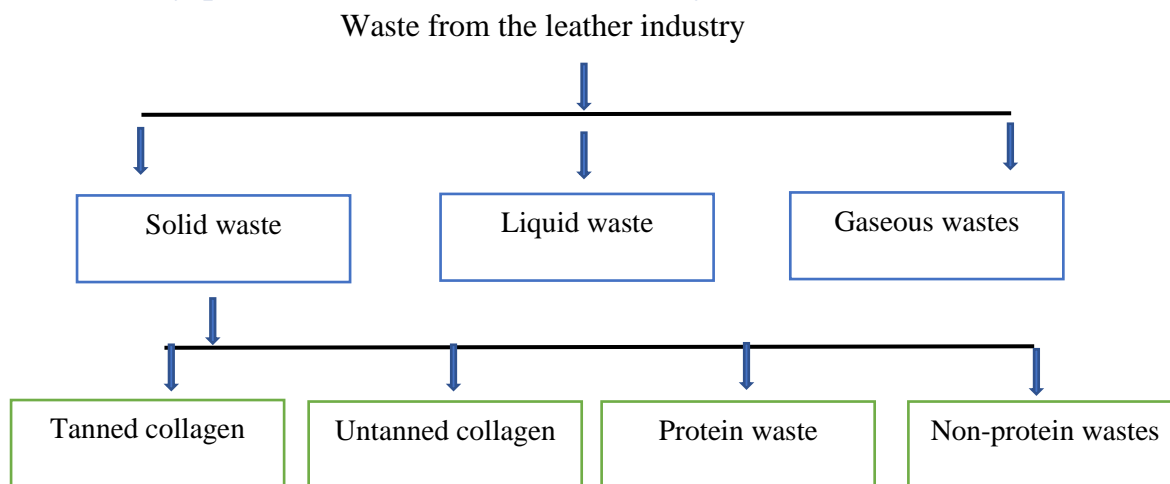 Waste from the leather industry
Solid waste
Liquid waste
Gaseous wastes
Tanned collagen
Untanned collagen
Protein waste
Non-protein wastes